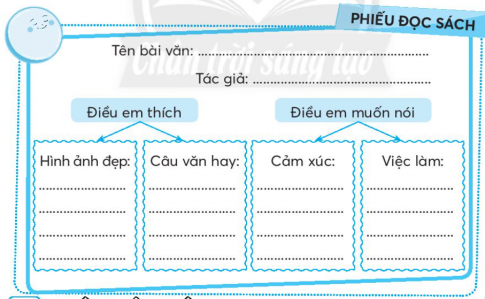 PHIẾU ĐỌC SÁCH
Tên bài văn: ........................................................
Tác giả: ............................................
Điều em thích
Điều em muốn nói
Hình ảnh đẹp:
Câu văn hay:
Cảm xúc:
Việc làm:
Chân trời sáng tạo